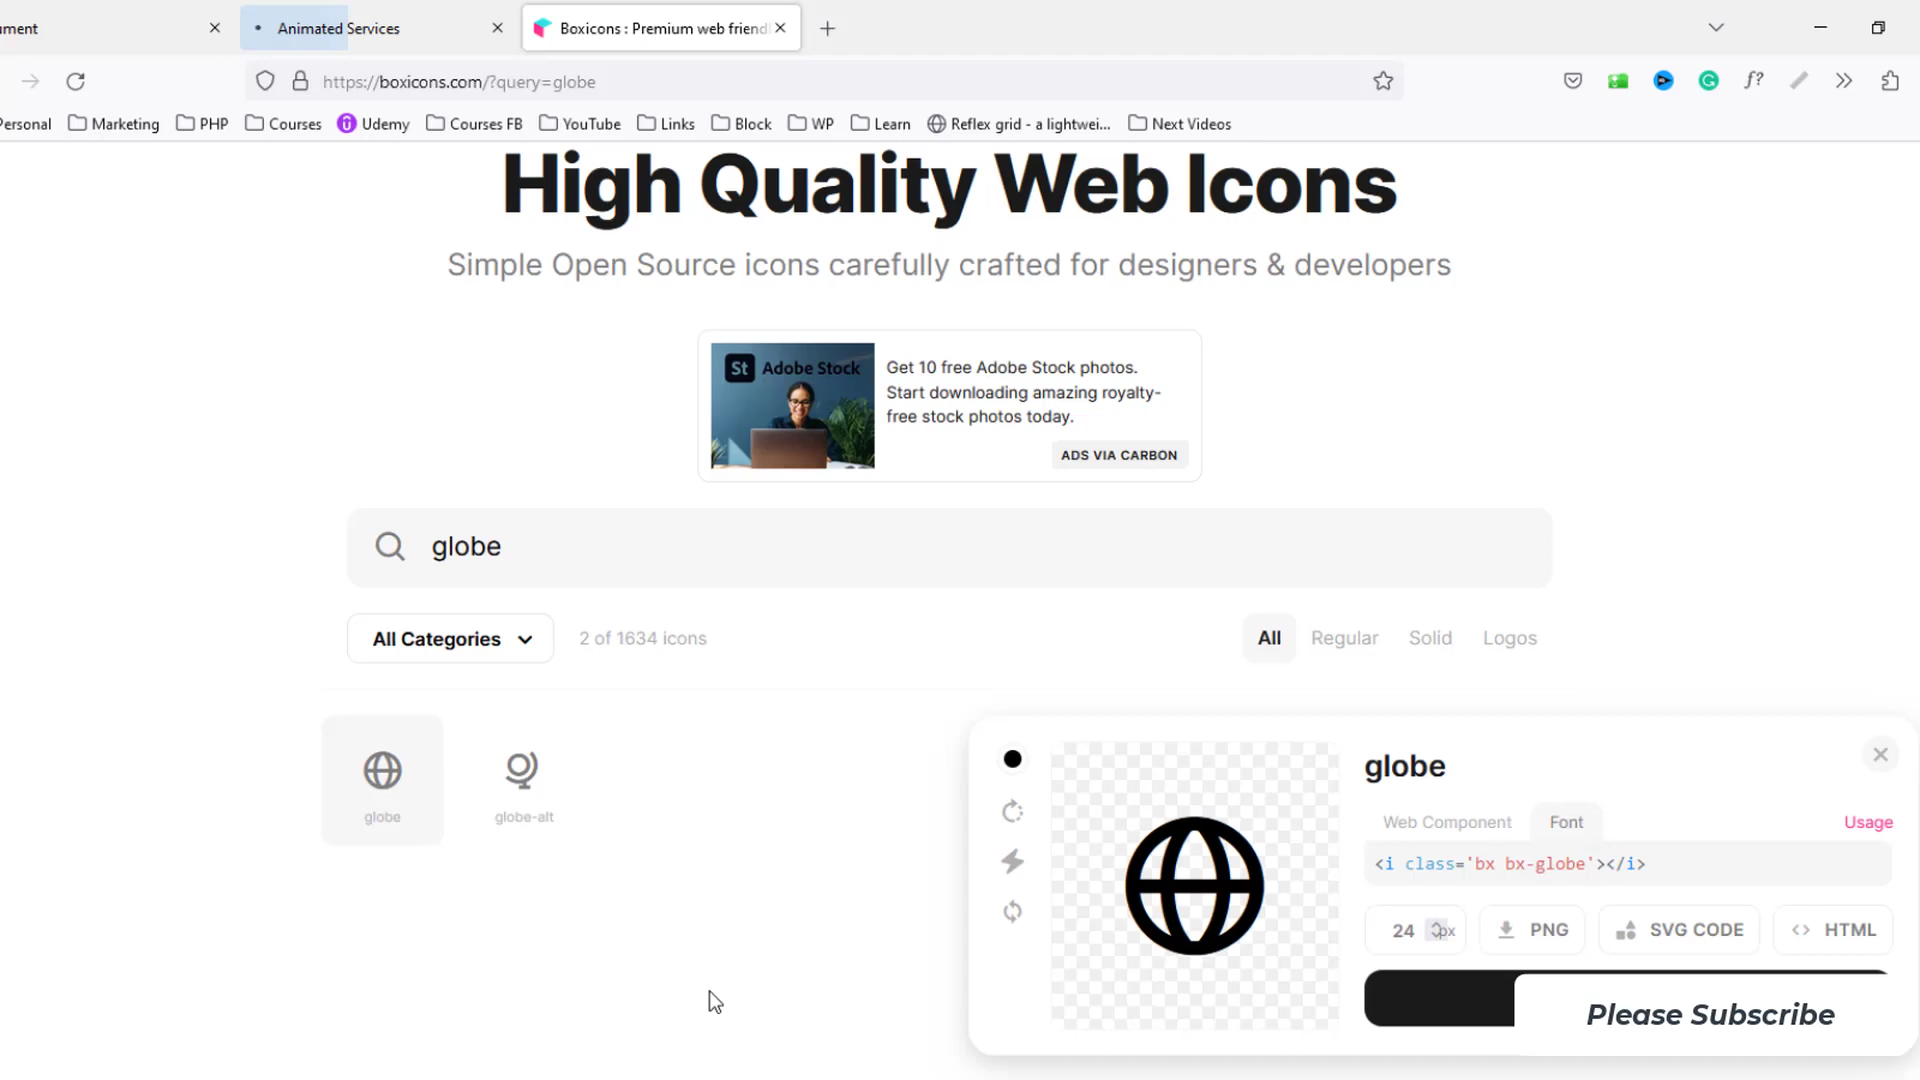 ument
Animated Services
Boxicons : Premium web friendl
https://boxicons.com/?query=globe
f?
Personal
Marketing
PHP
Courses
Udemy
Courses FB
YouTube
Links
Block
WP
Learn
Reflex grid - a lightwei...
Next Videos
High Quality Web Icons
Simple Open Source icons carefully crafted for designers & developers
St Adobe Stock
Get 10 free Adobe Stock photos.
Start downloading amazing royalty-
free stock photos today.
ADS VIA CARBON
globe
All Categories
2 of 1634 icons
All
Regular
Solid
Logos
globe
globe-alt
globe
Web Component
Font
Usage
<i class='bx bx-globe'></i>
24 px
PNG
SVG CODE
<> HTML
Please Subscribe